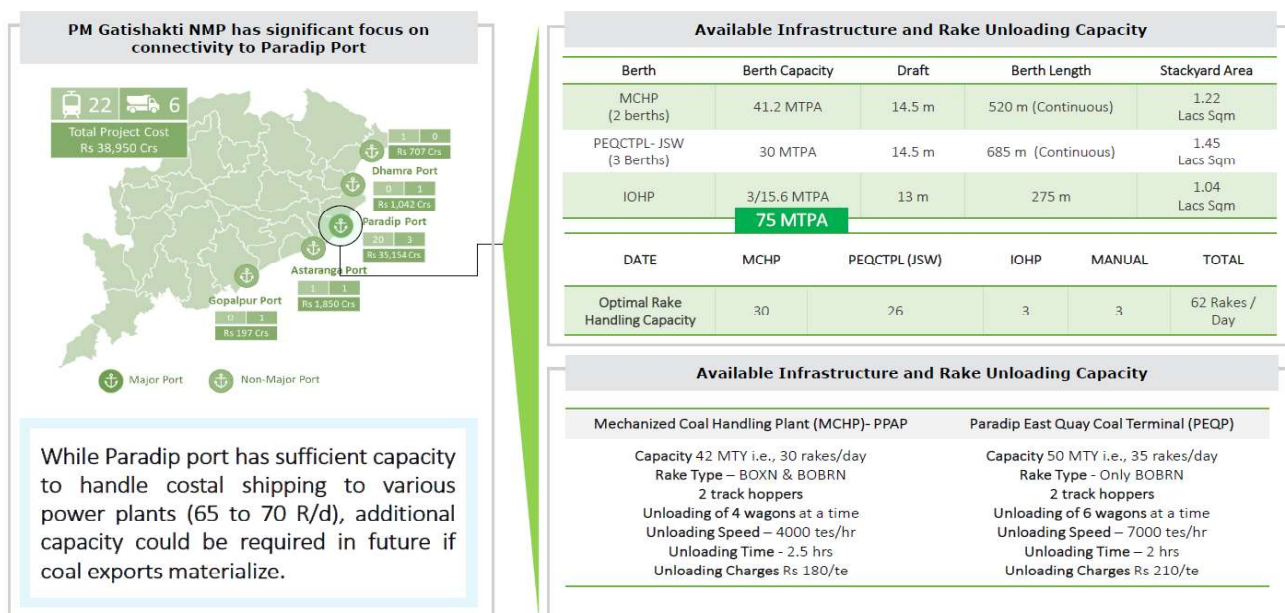 PM Gatishakti NMP has significant focus on
connectivity to Paradip Port
22 6
Total Project Cost
Rs 38,950 Crs
1 0
Rs 707 Crs
Dhamra Port
0 1
Rs 1,042 Crs
Paradip Port
20 3
Rs 35,154 Crs
Astaranga Port
1 1
Rs 1,850 Crs
Gopalpur Port
0 1
Rs 197 Crs
Major Port Non-Major Port
While Paradip port has sufficient capacity
to handle costal shipping to various
power plants (65 to 70 R/d), additional
capacity could be required in future if
coal exports materialize.
Available Infrastructure and Rake Unloading Capacity
Berth Berth Capacity Draft Berth Length Stackyard Area
MCHP
(2 berths) 41.2 MTPA 14.5 m 520 m (Continuous) 1.22
Lacs Sqm
PEQCTPL- JSW
(3 Berths) 30 MTPA 14.5 m 685 m (Continuous) 1.45
Lacs Sqm
IOHP 3/15.6 MTPA 13 m 275 m 1.04
Lacs Sqm
75 MTPA
DATE MCHP PEQCTPL (JSW) IOHP MANUAL TOTAL
Optimal Rake
Handling Capacity 30 26 3 3 62 Rakes /
Day
Available Infrastructure and Rake Unloading Capacity
Mechanized Coal Handling Plant (MCHP)- PPAP
Capacity 42 MTY i.e., 30 rakes/day
Rake Type – BOXN & BOBRN
2 track hoppers
Unloading of 4 wagons at a time
Unloading Speed – 4000 tes/hr
Unloading Time - 2.5 hrs
Unloading Charges Rs 180/te
Paradip East Quay Coal Terminal (PEQP)
Capacity 50 MTY i.e., 35 rakes/day
Rake Type - Only BOBRN
2 track hoppers
Unloading of 6 wagons at a time
Unloading Speed – 7000 tes/hr
Unloading Time – 2 hrs
Unloading Charges Rs 210/te